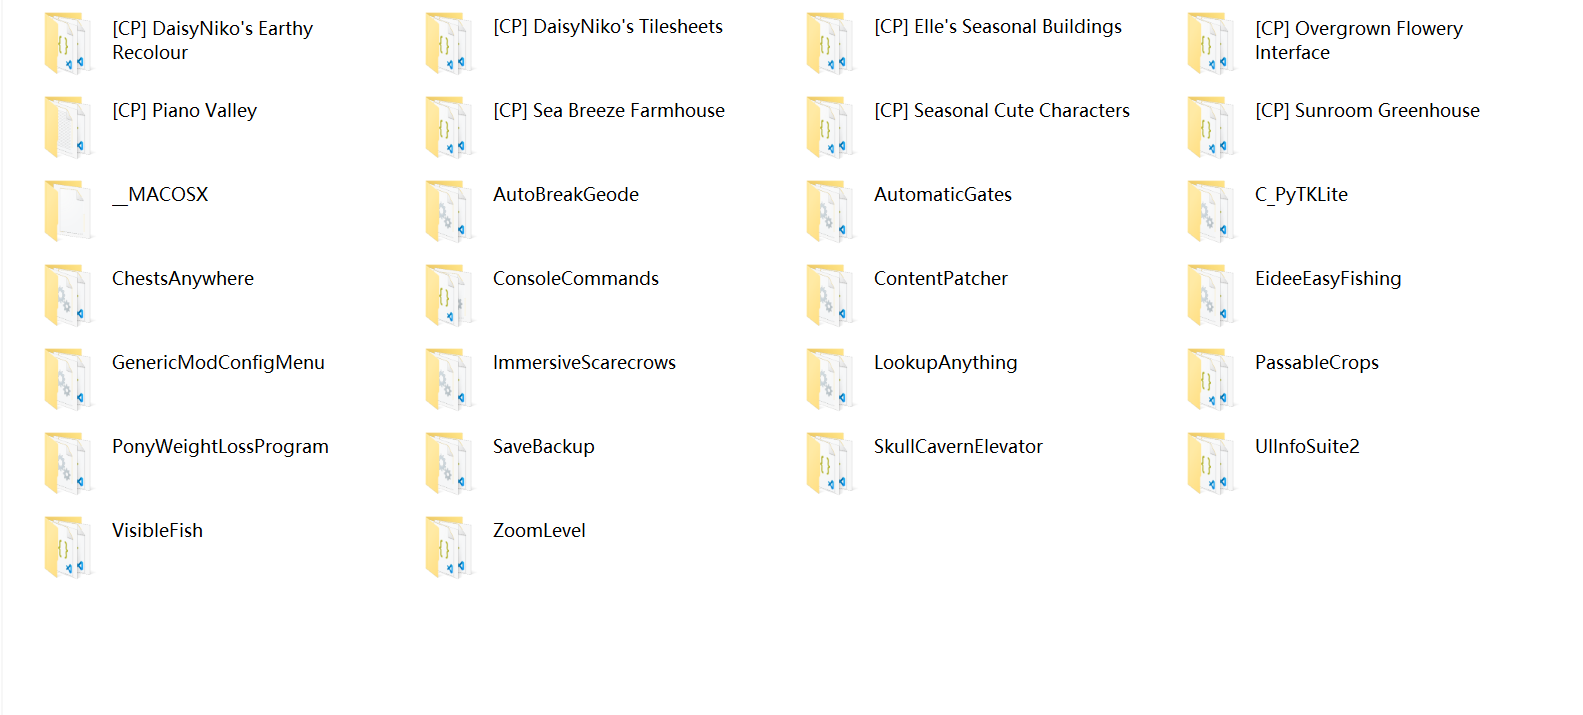 [CP] DaisyNiko's Earthy
Recolour
[CP] DaisyNiko's Tilesheets
[CP] Elle's Seasonal Buildings
[CP] Overgrown Flowery
Interface
[CP] Piano Valley
[CP] Sea Breeze Farmhouse
[CP] Seasonal Cute Characters
[CP] Sunroom Greenhouse
__MACOSX
AutoBreakGeode
AutomaticGates
C_PyTKLite
ChestsAnywhere
ConsoleCommands
ContentPatcher
EideeEasyFishing
GenericModConfigMenu
ImmersiveScarecrows
LookupAnything
PassableCrops
PonyWeightLossProgram
SaveBackup
SkullCavernElevator
UIInfoSuite2
VisibleFish
ZoomLevel